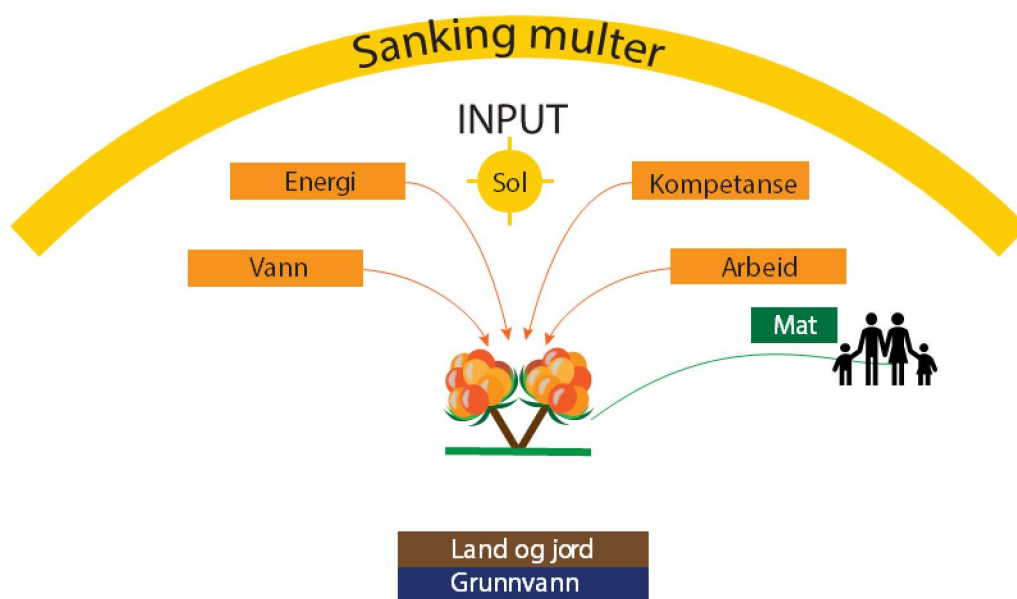 Sanking multer
INPUT
Energi
Sol
Kompetanse
Vann
Arbeid
Mat
Land og jord
Grunnvann